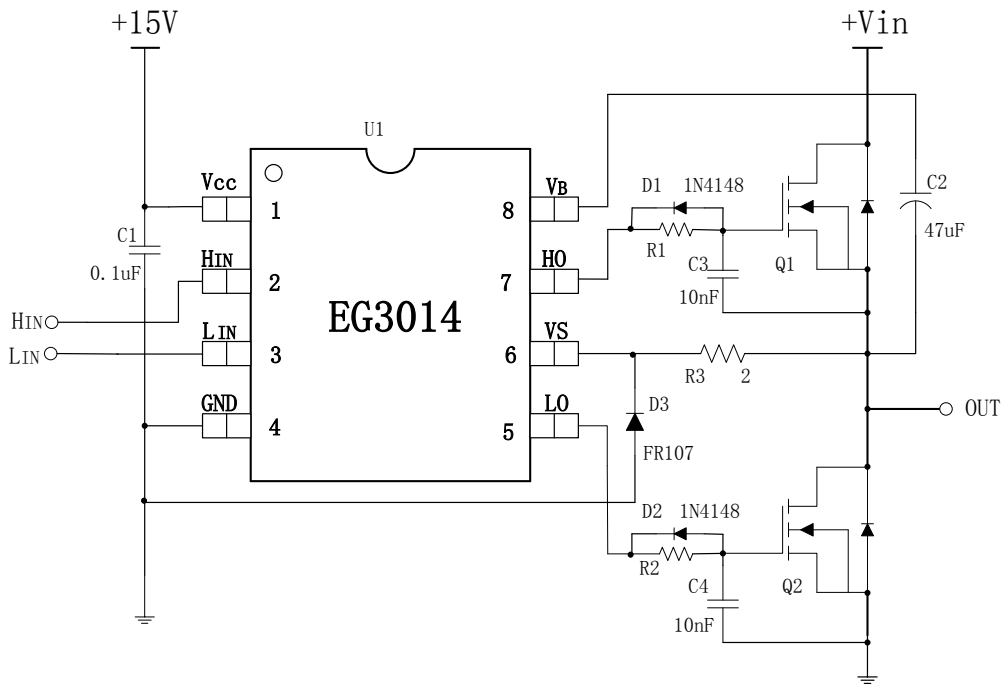 +15V
+Vin
U1
Vcc
1
VB
8
D1 1N4148
C2
47uF
C1
0.1uF
R1
C3
10nF
Q1
HIN
2
HO
7
EG3014
HIN
LIN
LIN
3
VS
6
R3 2
GND
4
LO
5
D3
FR107
OUT
D2 1N4148
R2
C4
10nF
Q2